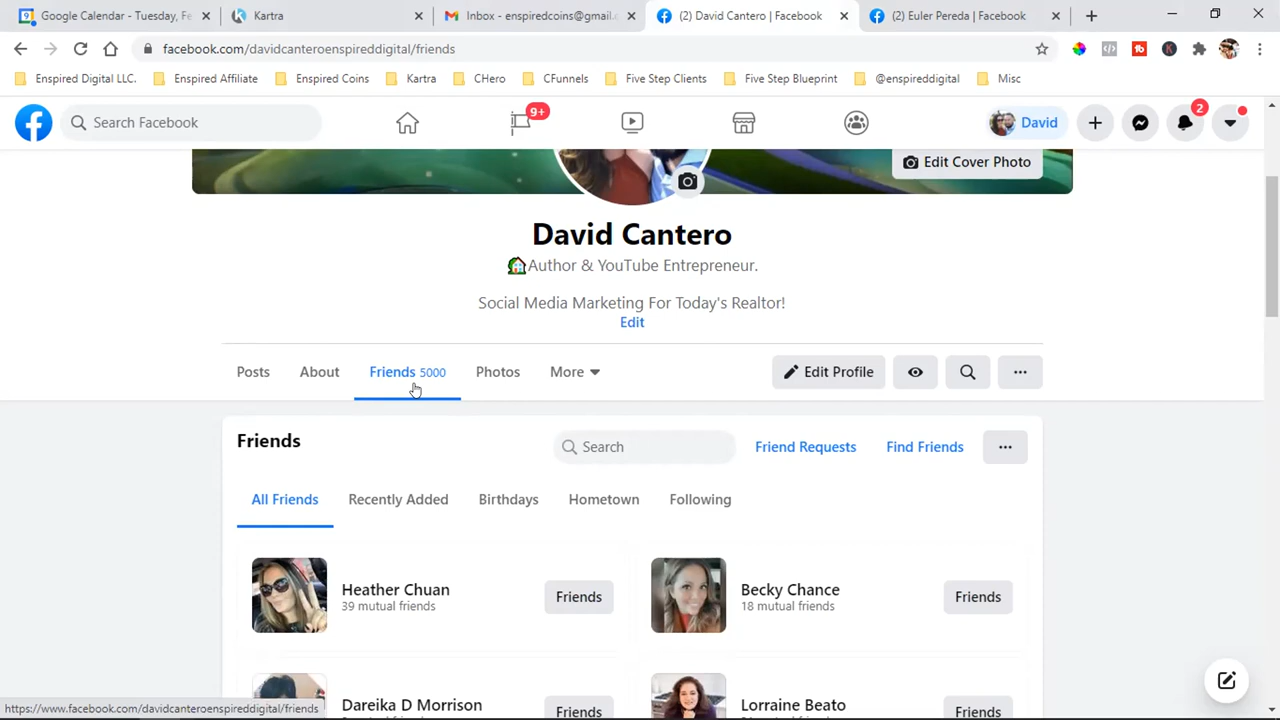 Google Calendar - Tuesday, Fe
Kartra
Inbox - enspiredcoins@gmail.
(2) David Cantero | Facebook
(2) Euler Pereda | Facebook
facebook.com/davidcanteroenspireddigital/friends
Enspired Digital LLC.
Enspired Affiliate
Enspired Coins
Kartra
CHero
CFunnels
Five Step Clients
Five Step Blueprint
@enspireddigital
Misc
Search Facebook
9+
David
2
Edit Cover Photo
David Cantero
Author & YouTube Entrepreneur.
Social Media Marketing For Today's Realtor!
Edit
Posts
About
Friends 5000
Photos
More
Edit Profile
Friends
Search
Friend Requests
Find Friends
All Friends
Recently Added
Birthdays
Hometown
Following
Heather Chuan
39 mutual friends
Friends
Becky Chance
18 mutual friends
Friends
Dareika D Morrison
Friends
Lorraine Beato
Friends
https://www.facebook.com/davidcanteroenspireddigital/friends